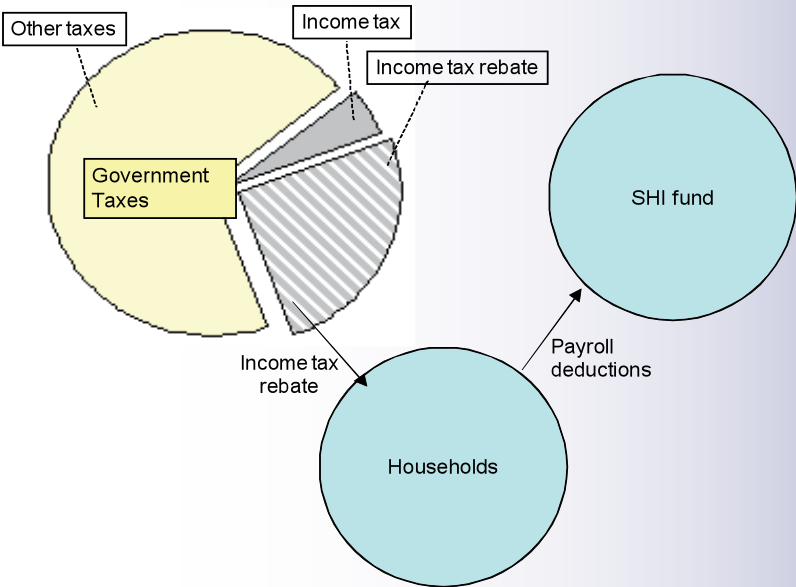 Other taxes
Income tax
Income tax rebate
Government
Taxes
SHI fund
Income tax
rebate
Payroll
deductions
Households